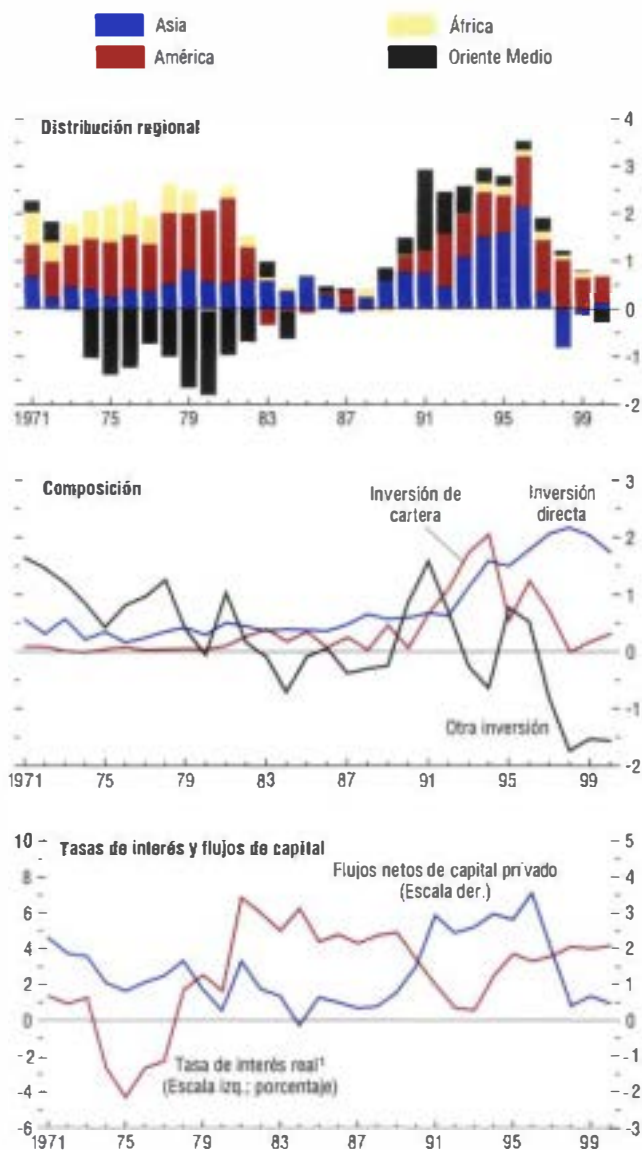 Asia África
América Oriente Medio
Distribución regional
4
3
2
1
0
-1
-2
1971 75 79 83 87 91 95 99
Composición
Inversión de cartera
Inversión directa
Otra inversión
3
2
1
0
-1
-2
1971 75 79 83 87 91 95 99
Tasas de interés y flujos de capital
Flujos netos de capital privado
(Escala der.)
Tasa de interés real¹
(Escala izq.; porcentaje)
10 5
8 4
6 3
4 2
2 1
0 0
-2 -1
-4 -2
-6 -3
1971 75 79 83 87 91 95 99